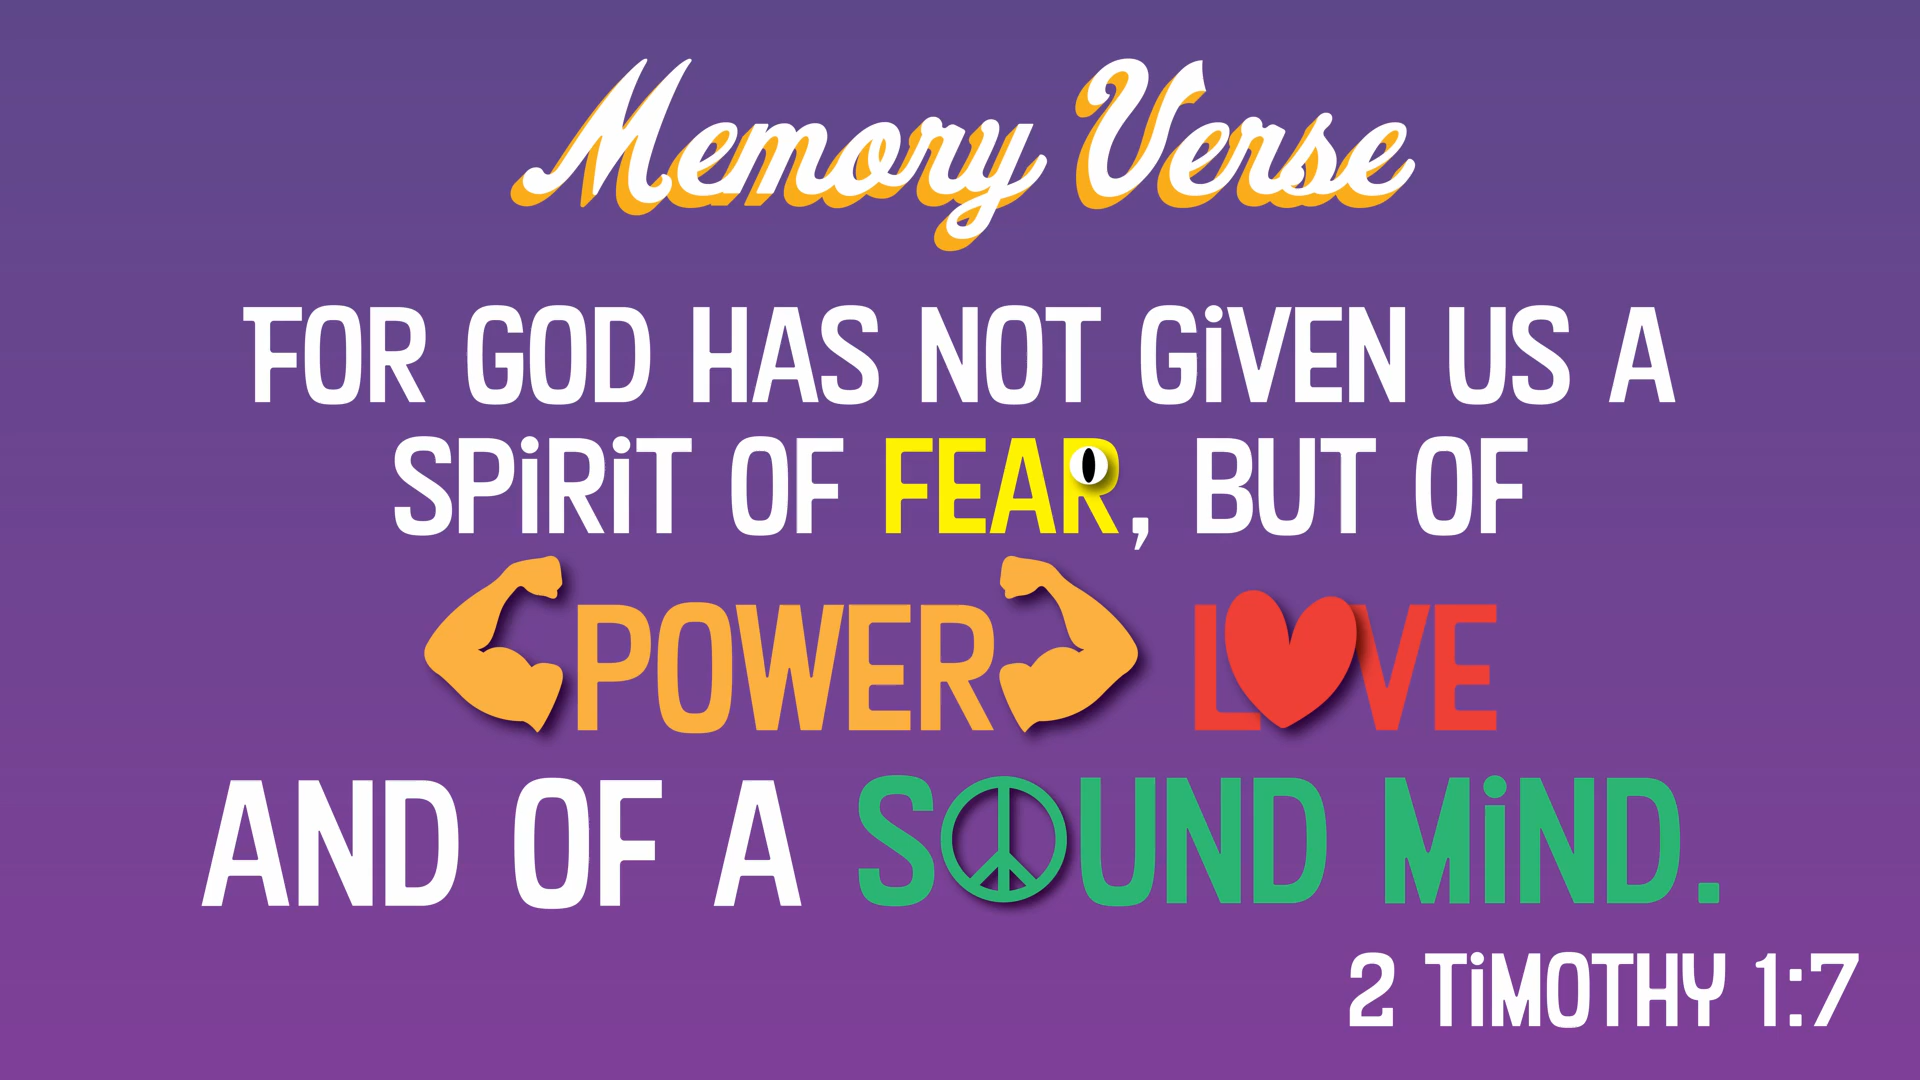 Memory Verse
FOR GOD HAS NOT GiVEN US A
SPiRiT OF FEAR, BUT OF
POWER LOVE
AND OF A SOUND MiND.
2 TiMOTHY 1:7